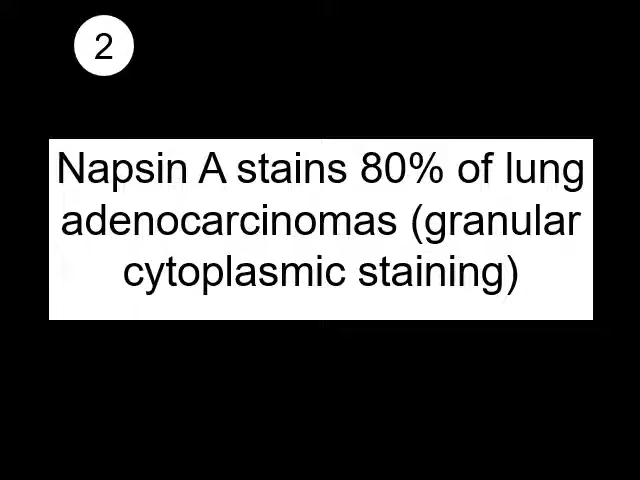 2
Napsin A stains 80% of lung
adenocarcinomas (granular
cytoplasmic staining)